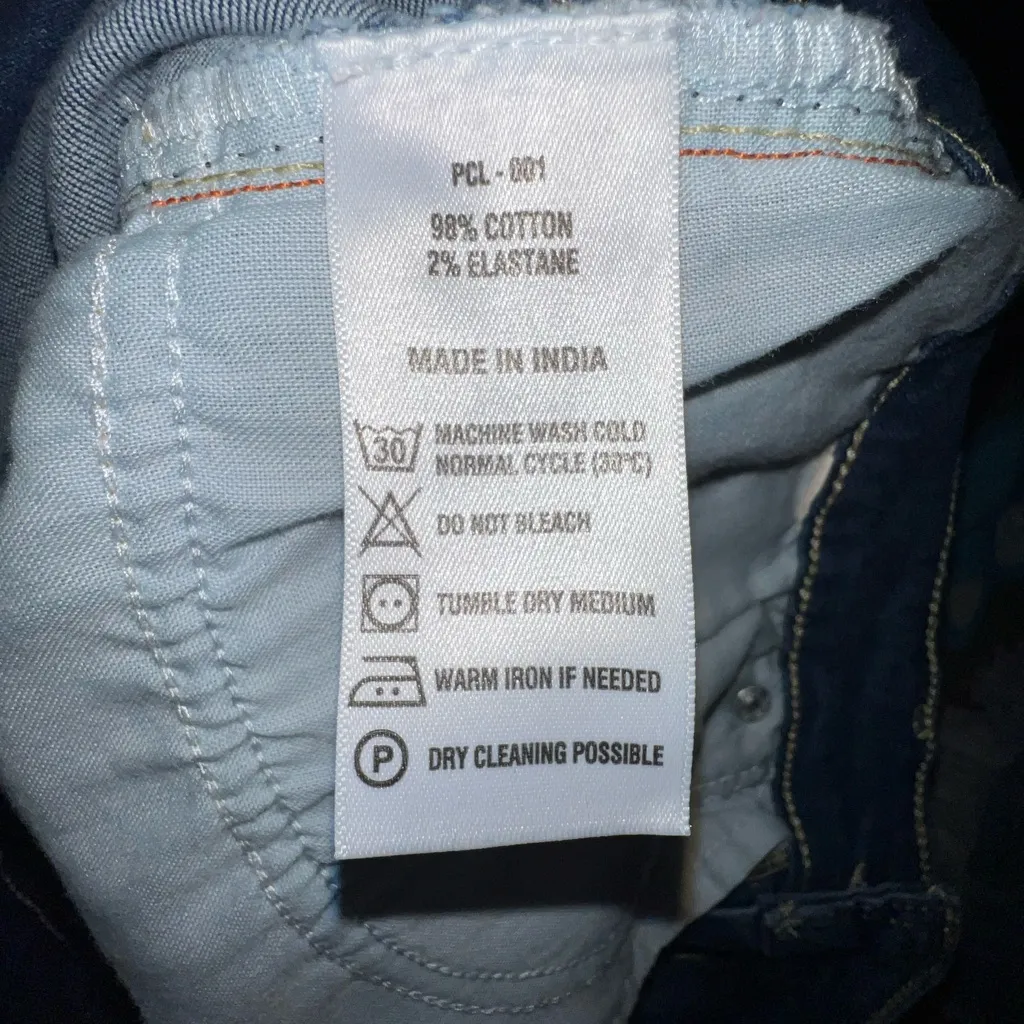 PCL - 001
98% COTTON
2% ELASTANE
MADE IN INDIA
30 MACHINE WASH COLD
NORMAL CYCLE (30°C)
DO NOT BLEACH
TUMBLE DRY MEDIUM
WARM IRON IF NEEDED
P DRY CLEANING POSSIBLE